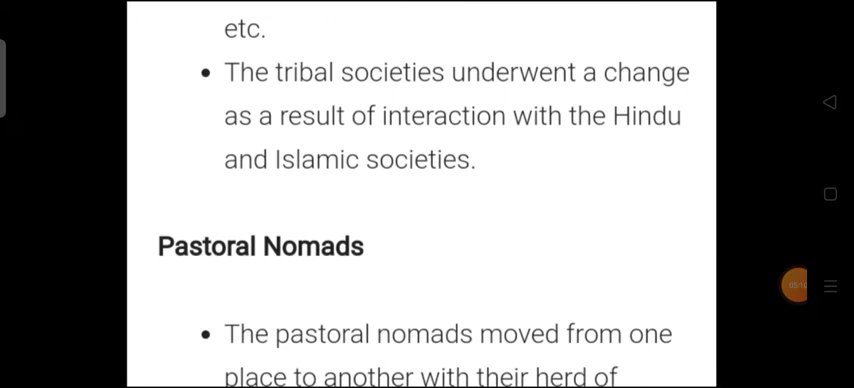 etc.
• The tribal societies underwent a change
as a result of interaction with the Hindu
and Islamic societies.
Pastoral Nomads
• The pastoral nomads moved from one
place to another with their herd of